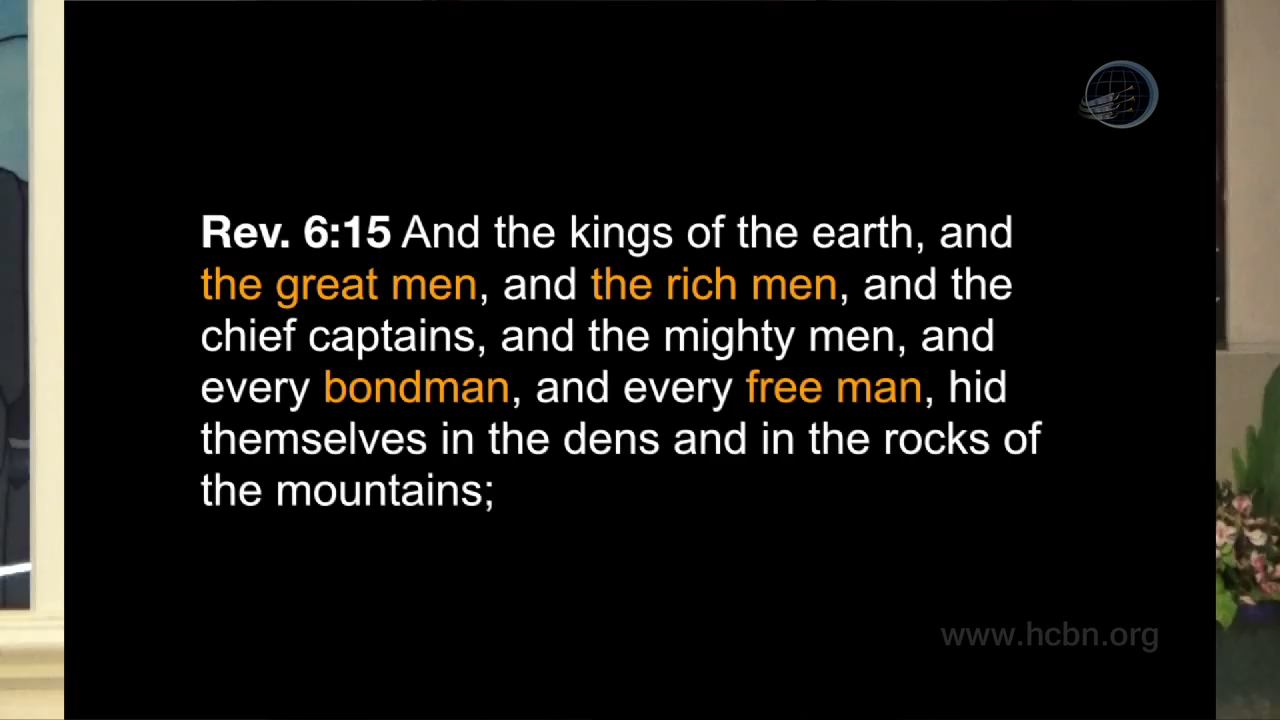 Rev. 6:15 And the kings of the earth, and
the great men, and the rich men, and the
chief captains, and the mighty men, and
every bondman, and every free man, hid
themselves in the dens and in the rocks of
the mountains;
www.hcbn.org